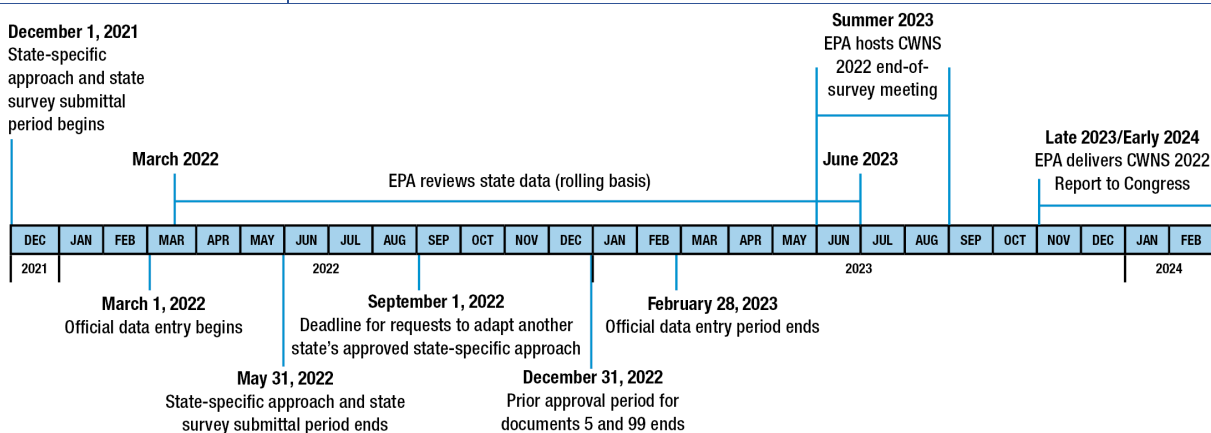 December 1, 2021
State-specific
approach and state
survey submittal
period begins
March 2022
EPA reviews state data (rolling basis)
Summer 2023
EPA hosts CWNS
2022 end-of-
survey meeting
June 2023
Late 2023/Early 2024
EPA delivers CWNS 2022
Report to Congress
DEC JAN FEB MAR APR MAY JUN JUL AUG SEP OCT NOV DEC JAN FEB MAR APR MAY JUN JUL AUG SEP OCT NOV DEC JAN FEB
2021 2022 2023 2024
March 1, 2022
Official data entry begins
May 31, 2022
State-specific approach and state
survey submittal period ends
September 1, 2022
Deadline for requests to adapt another
state's approved state-specific approach
December 31, 2022
Prior approval period for
documents 5 and 99 ends
February 28, 2023
Official data entry period ends